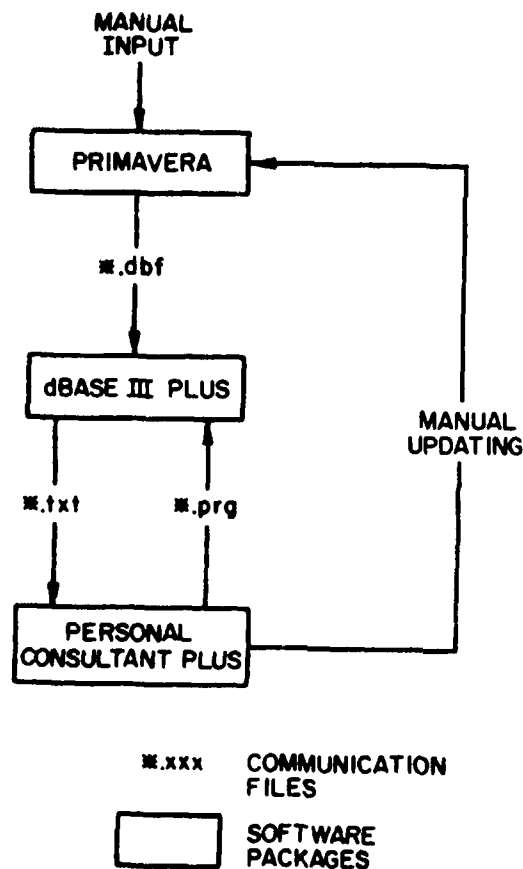 MANUAL
INPUT
PRIMAVERA
※.dbf
dBASE III PLUS
MANUAL
UPDATING
※.txt
※.prg
PERSONAL
CONSULTANT PLUS
※.xxx
COMMUNICATION
FILES
SOFTWARE
PACKAGES